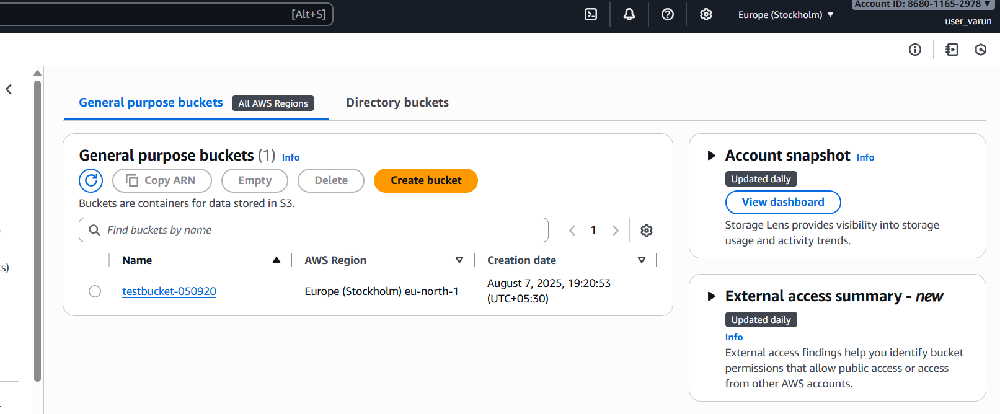 [Alt+S]
Europe (Stockholm)
Account ID: 8680-1165-2978
user_varun
General purpose buckets
All AWS Regions
Directory buckets
General purpose buckets (1) Info
Copy ARN
Empty
Delete
Create bucket
Buckets are containers for data stored in S3.
Find buckets by name
1
Name
AWS Region
Creation date
testbucket-050920
Europe (Stockholm) eu-north-1
August 7, 2025, 19:20:53
(UTC+05:30)
Account snapshot Info
Updated daily
View dashboard
Storage Lens provides visibility into storage
usage and activity trends.
External access summary - new
Updated daily
Info
External access findings help you identify bucket
permissions that allow public access or access
from other AWS accounts.